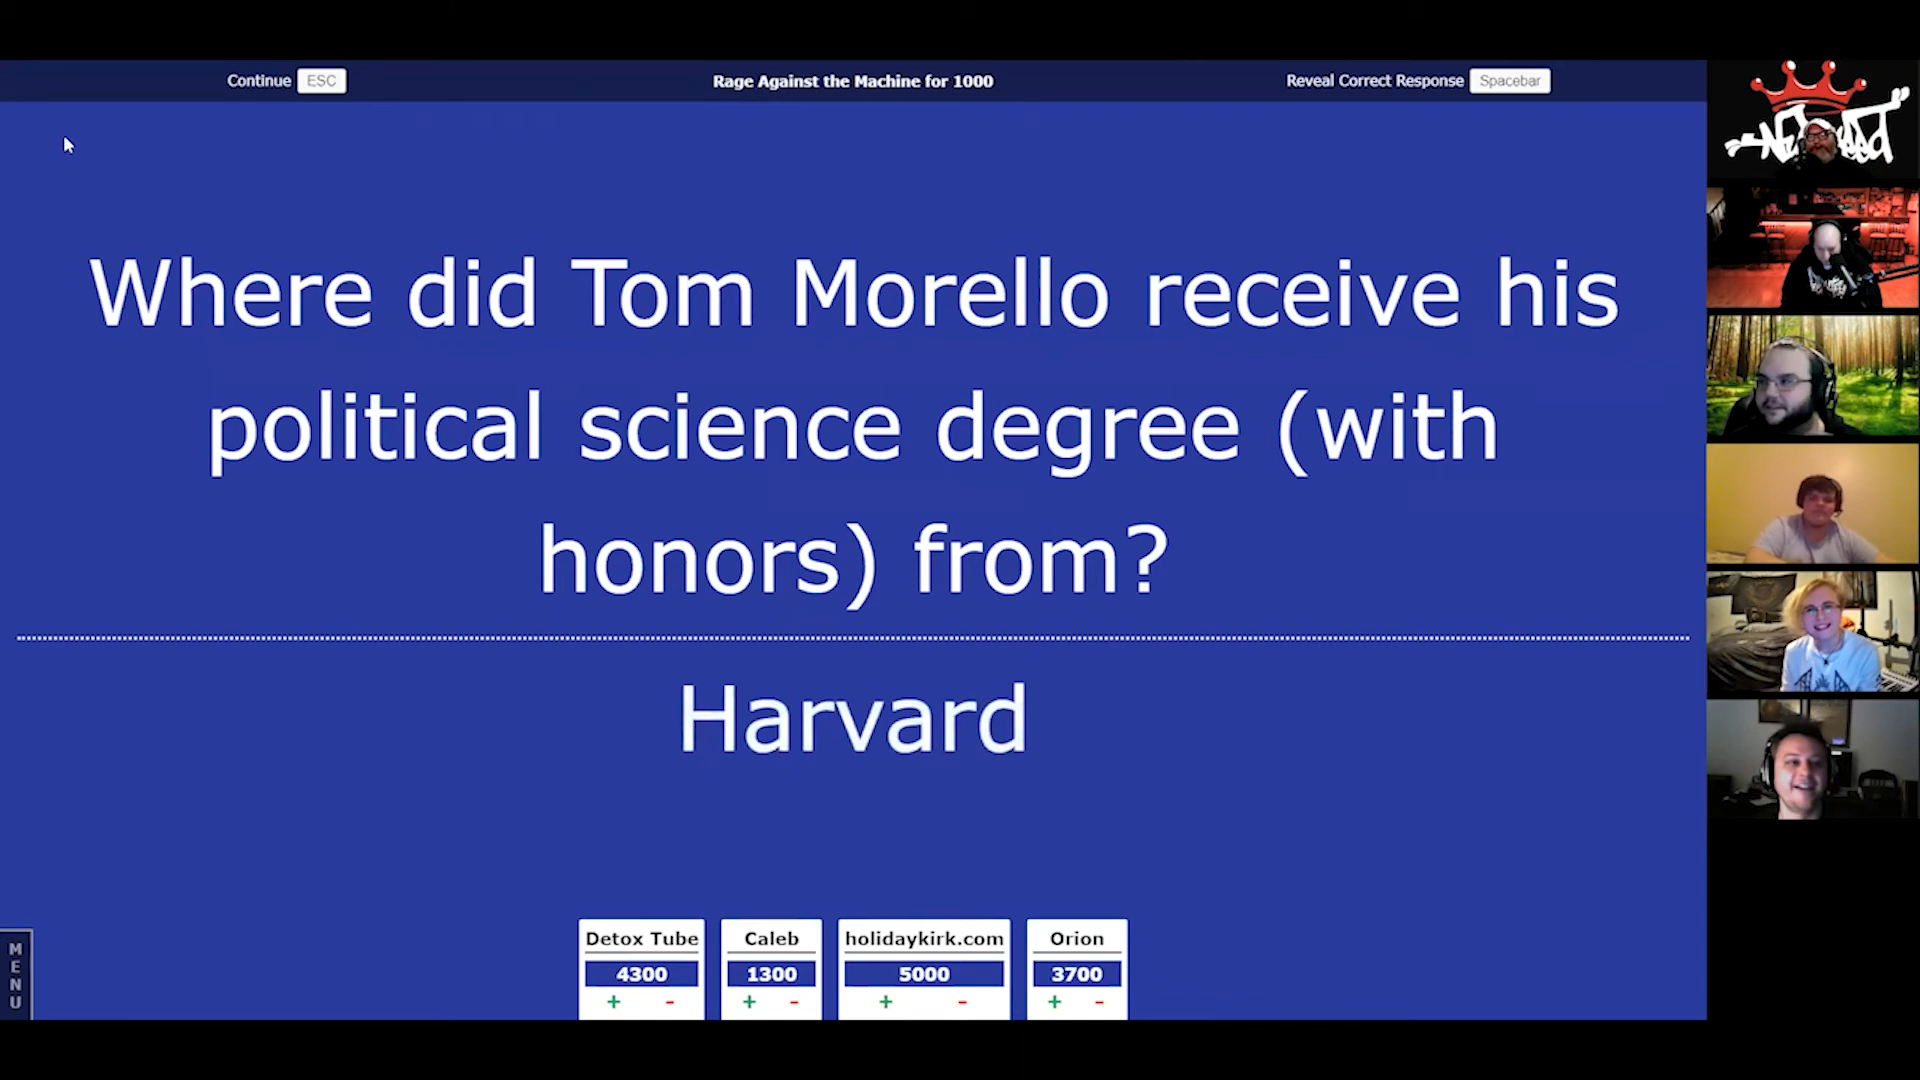 Continue ESC
Rage Against the Machine for 1000
Reveal Correct Response Spacebar
Where did Tom Morello receive his
political science degree (with
honors) from?
Harvard
MENU
Detox Tube Caleb holidaykirk.com Orion
4300 1300 5000 3700
+ - + - + - + -